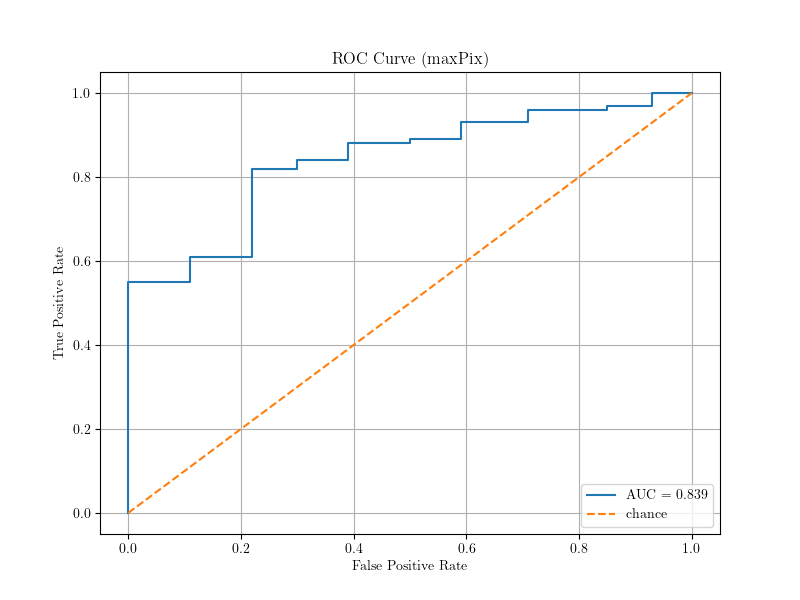 ROC Curve (maxPix)
True Positive Rate
1.0
0.8
0.6
0.4
0.2
0.0
0.0 0.2 0.4 0.6 0.8 1.0
False Positive Rate
AUC = 0.839
chance